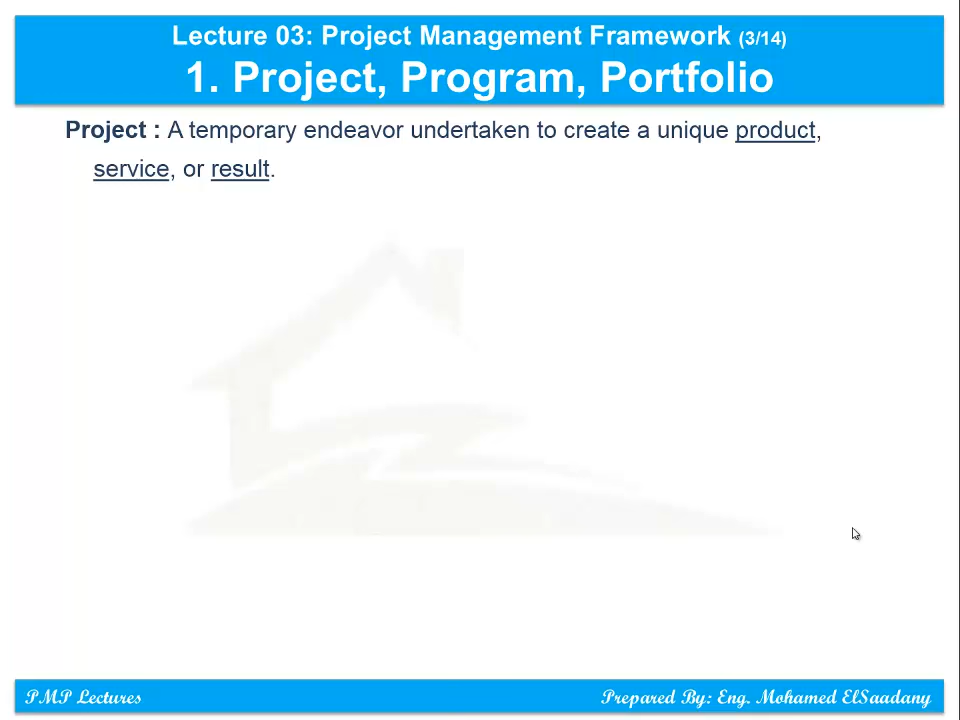 Lecture 03: Project Management Framework (3/14)
1. Project, Program, Portfolio
Project : A temporary endeavor undertaken to create a unique product,
service, or result.
PMP Lectures
Prepared By: Eng. Mohamed ElSaadany